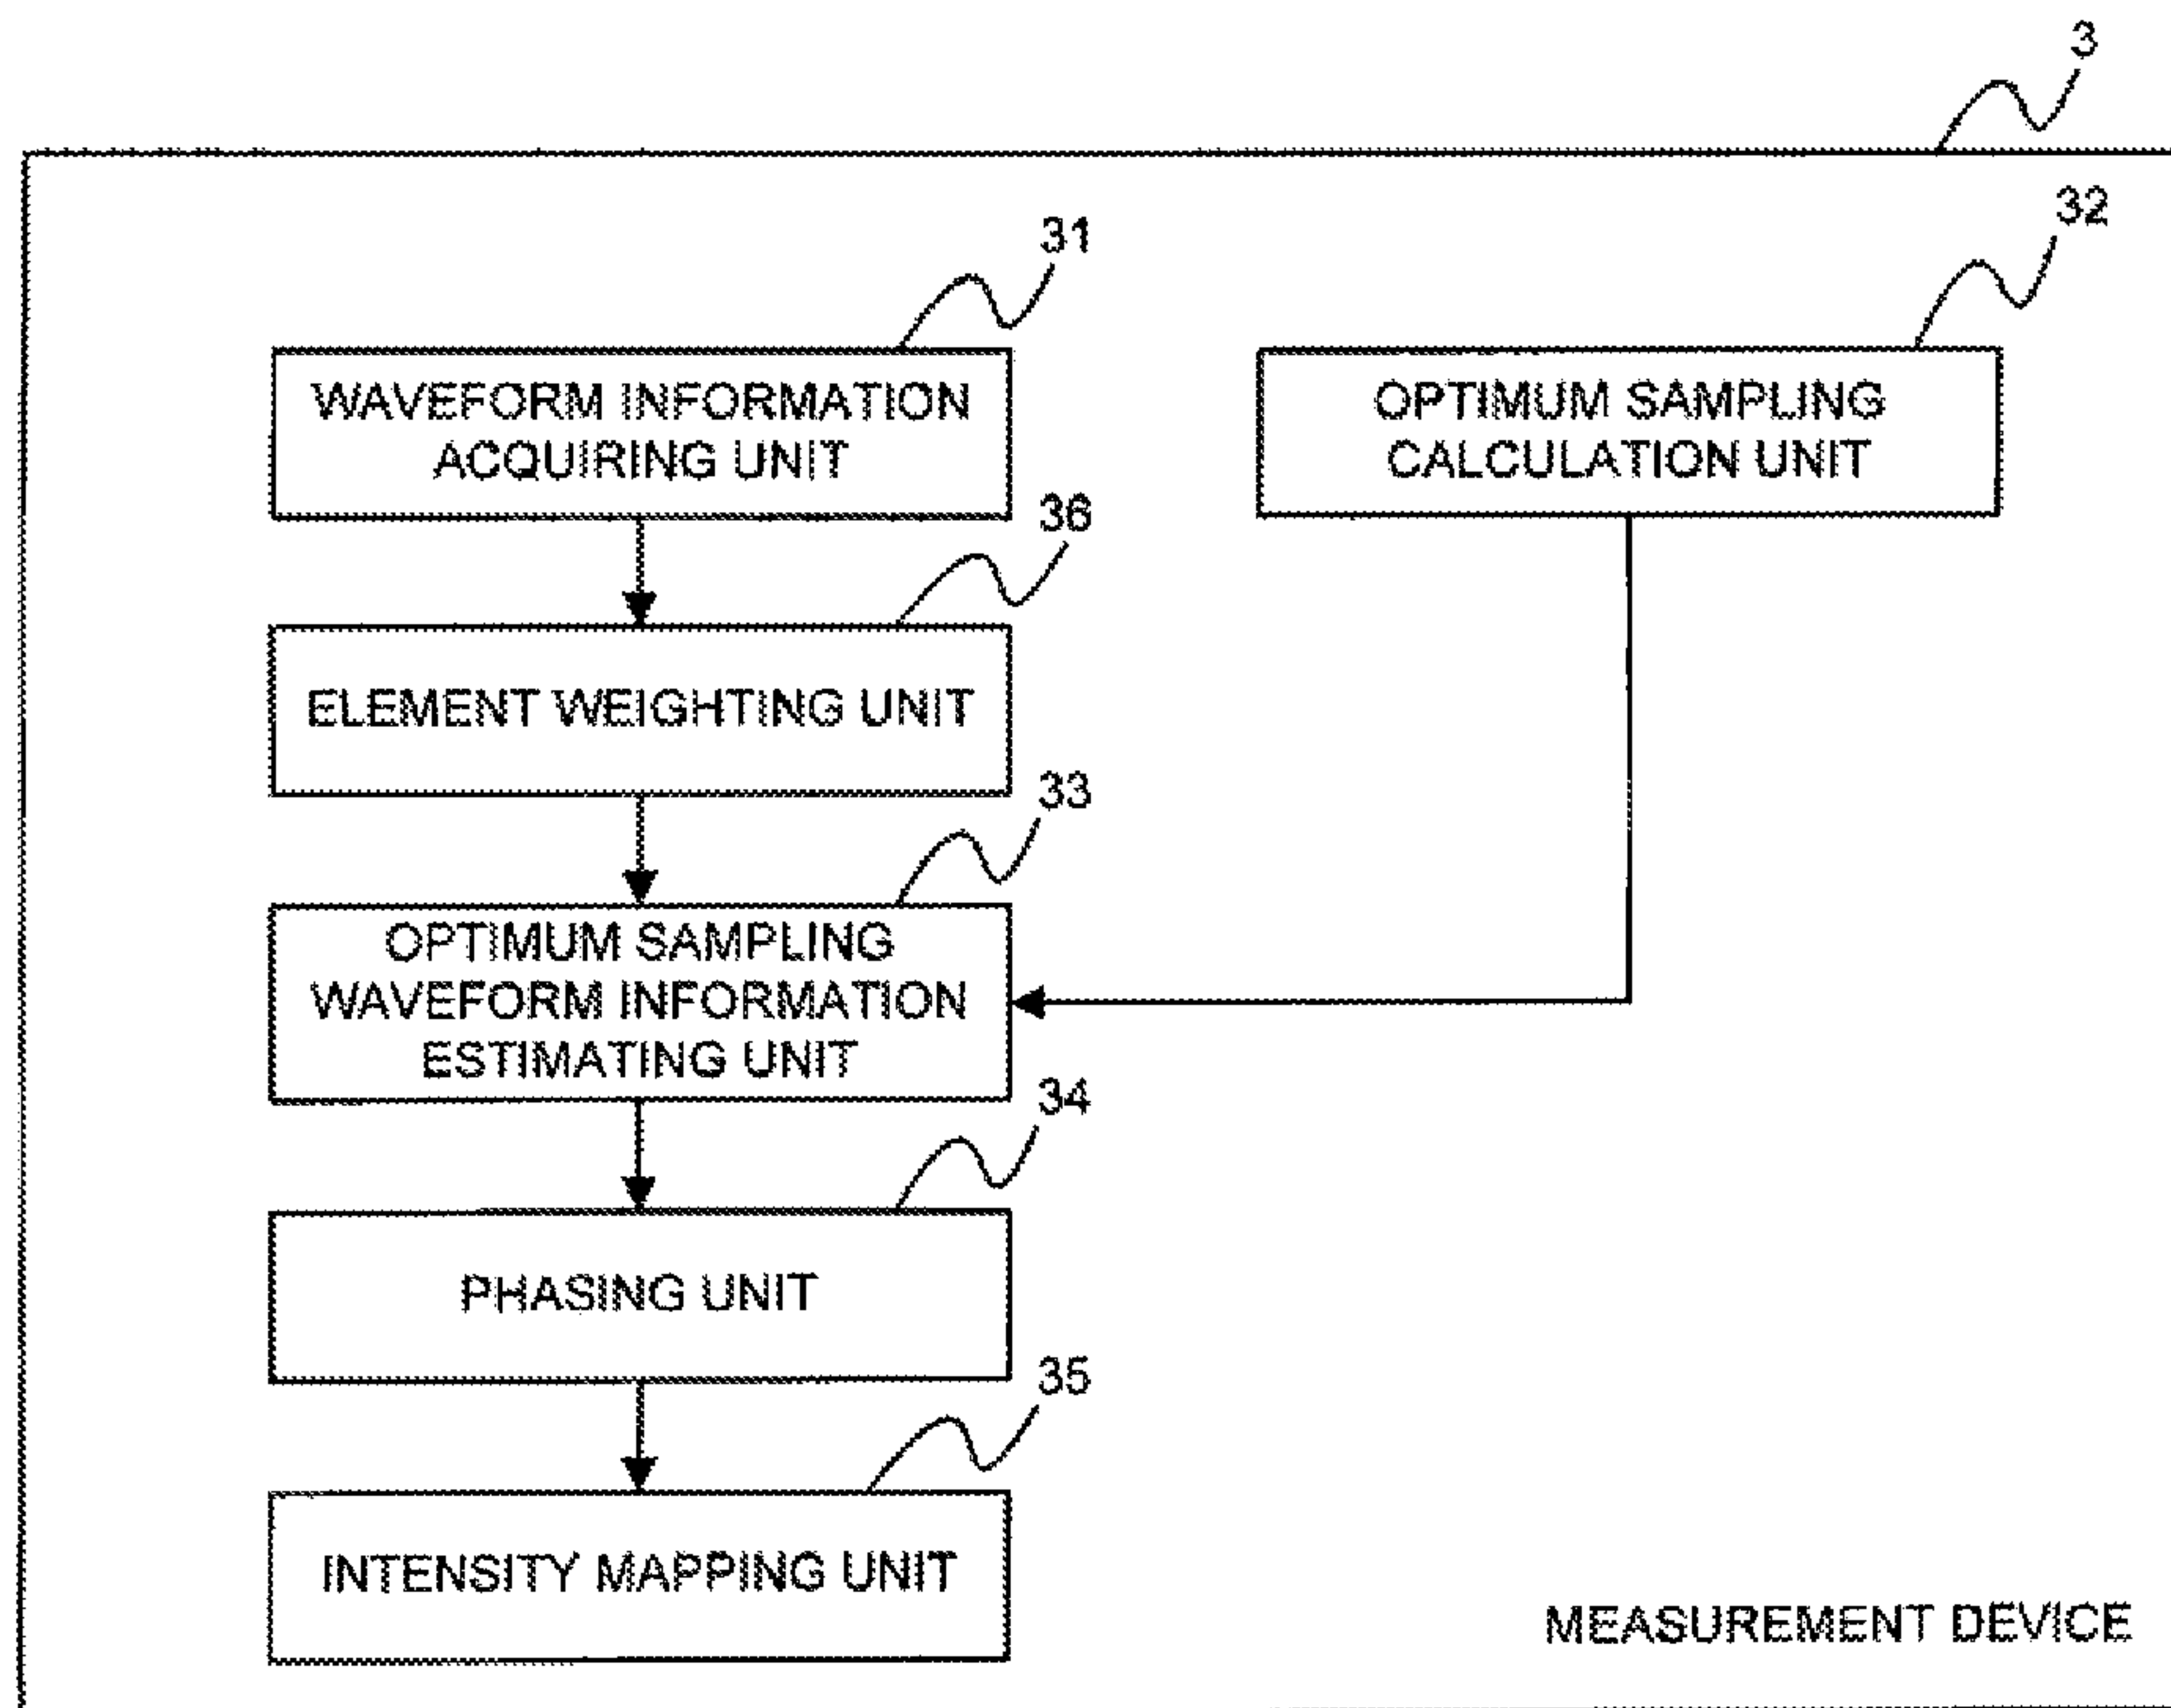 3
31
32
WAVEFORM INFORMATION
ACQUIRING UNIT
OPTIMUM SAMPLING
CALCULATION UNIT
36
ELEMENT WEIGHTING UNIT
33
OPTIMUM SAMPLING
WAVEFORM INFORMATION
ESTIMATING UNIT
34
PHASING UNIT
35
INTENSITY MAPPING UNIT
MEASUREMENT DEVICE